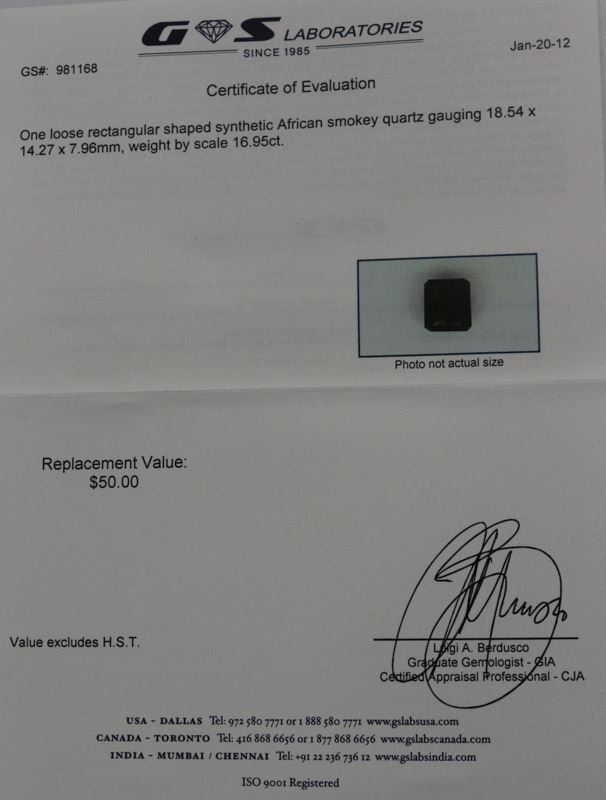 GS LABORATORIES
SINCE 1985
Jan-20-12
GS#: 981168
Certificate of Evaluation
One loose rectangular shaped synthetic African smokey quartz gauging 18.54 x
14.27 x 7.96mm, weight by scale 16.95ct.
Photo not actual size
Replacement Value:
$50.00
Value excludes H.S.T.
Luigi A. Berdusco
Graduate Gemologist - GIA
Certified Appraisal Professional - CJA
USA - DALLAS Tel: 972 580 7771 or 1 888 580 7771 www.gslabsusa.com
CANADA - TORONTO Tel: 416 868 6656 or 1 877 868 6656 www.gslabscanada.com
INDIA - MUMBAI / CHENNAI Tel: +91 22 236 736 12 www.gslabsindia.com
ISO 9001 Registered